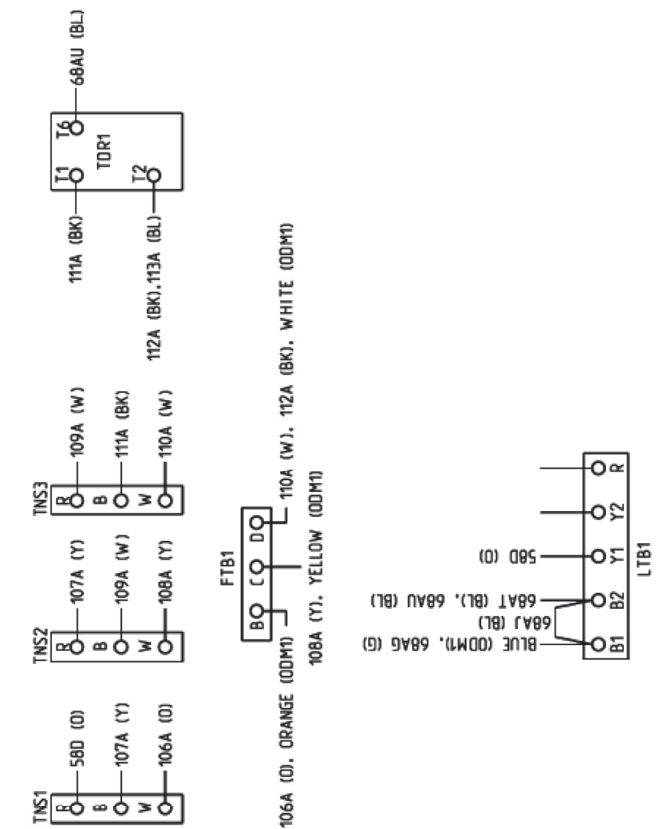 68AU (BL)
T6
T1
TDR1
T2
111A (BK)
112A (BK), 113A (BL)
TNS3
R
B
W
109A (W)
111A (BK)
110A (W)
TNS2
R
B
W
107A (Y)
109A (W)
108A (Y)
TNS1
R
B
W
58D (O)
107A (Y)
106A (O)
FTB1
B
C
D
110A (W), 112A (BK), WHITE (ODM1)
108A (Y), YELLOW (ODM1)
106A (O), ORANGE (ODM1)
58D (O)
68AT (BL), 68AU (BL)
68AJ (BL)
BLUE (ODM1), 68AG (G)
R
Y2
Y1
B2
B1
LTB1